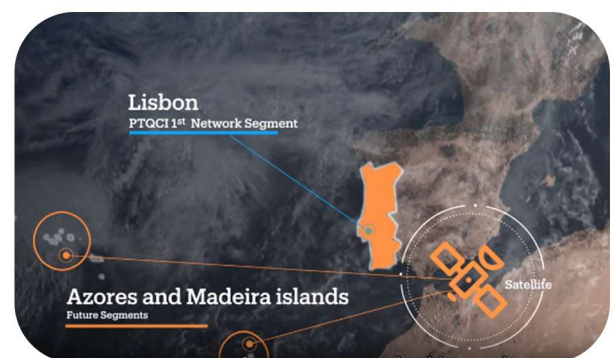 Lisbon
PTQCI 1st Network Segment
Satellife
Azores and Madeira islands
Future Segments